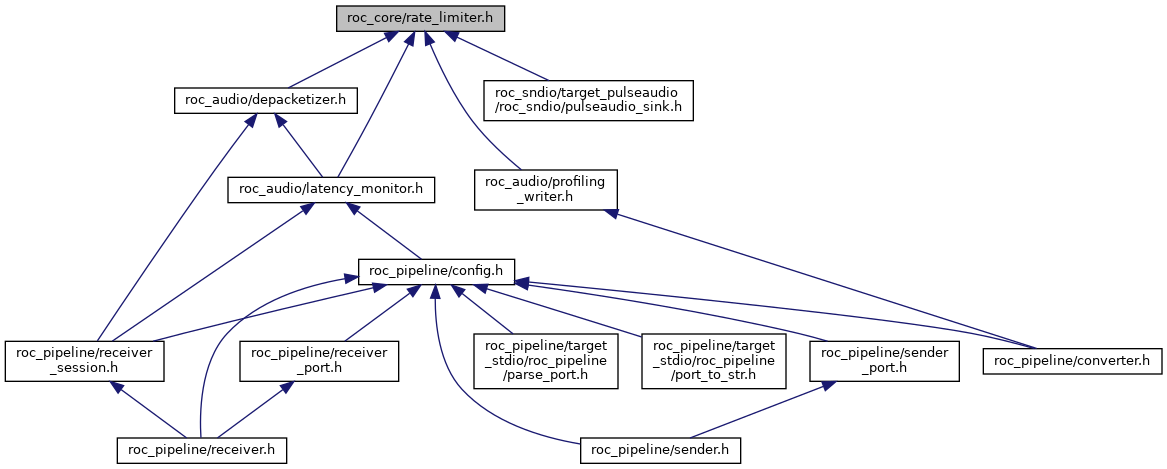 roc_core/rate_limiter.h
roc_audio/depacketizer.h
roc_sndio/target_pulseaudio
/roc_sndio/pulseaudio_sink.h
roc_audio/latency_monitor.h
roc_audio/profiling
_writer.h
roc_pipeline/config.h
roc_pipeline/receiver
_session.h
roc_pipeline/receiver
_port.h
roc_pipeline/target
_stdio/roc_pipeline
/parse_port.h
roc_pipeline/target
_stdio/roc_pipeline
/port_to_str.h
roc_pipeline/sender
_port.h
roc_pipeline/converter.h
roc_pipeline/receiver.h
roc_pipeline/sender.h